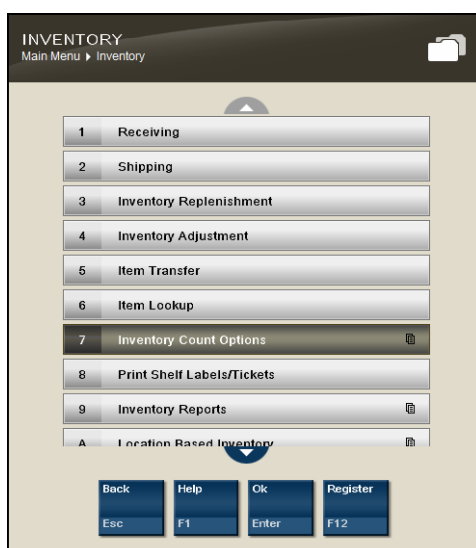 INVENTORY
Main Menu ▸ Inventory
1 Receiving
2 Shipping
3 Inventory Replenishment
4 Inventory Adjustment
5 Item Transfer
6 Item Lookup
7 Inventory Count Options
8 Print Shelf Labels/Tickets
9 Inventory Reports
A Location Based Inventory
Back Help Ok Register
Esc F1 Enter F12